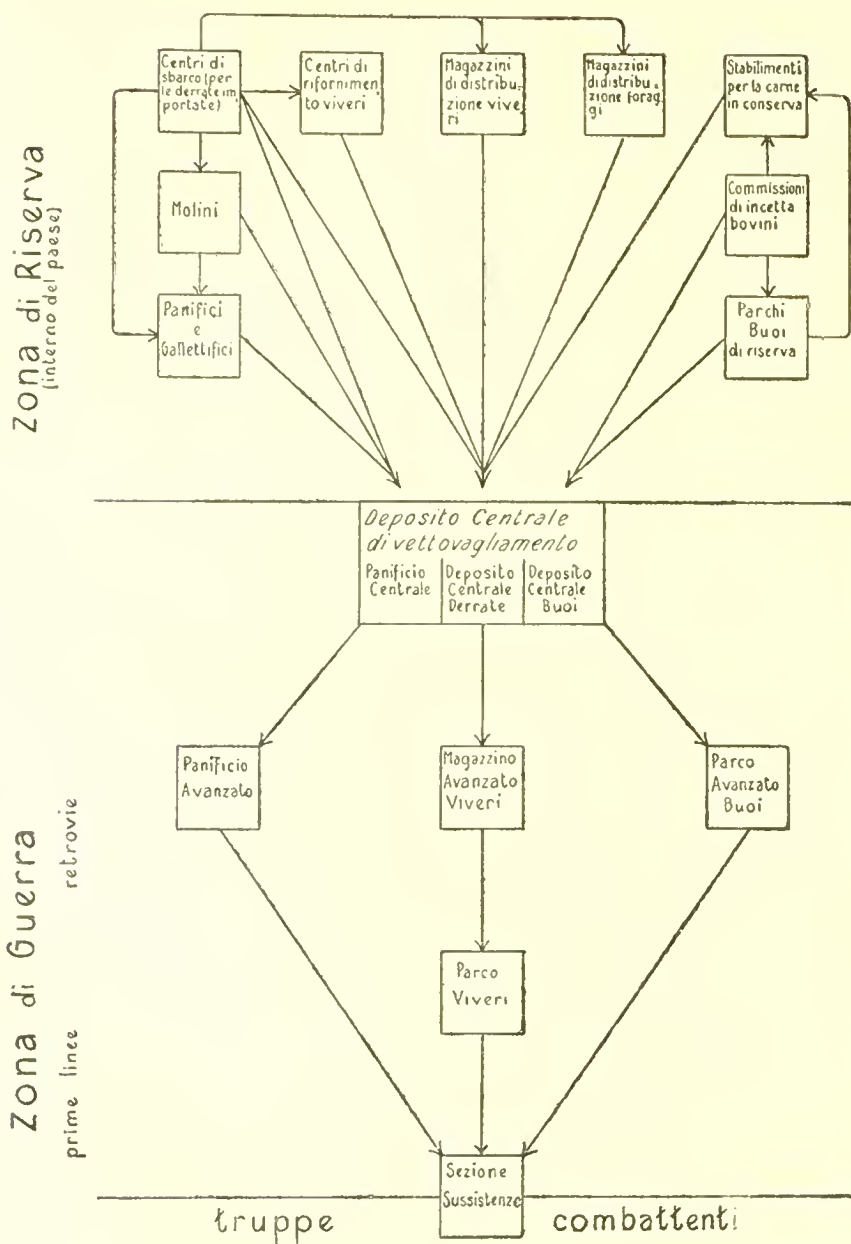 Zona di Riserva
(interno del paese)
Centri di
sbarco (per
le derrate im
portate)
Centri di
rifornimen,
to viveri
Magazzini
di distribu,
zione vive,
ri
Magazzini
di distribu,
zione forag,
gi
Stabilimenti
per la carne
in conserva
Molini
Commissioni
di incetta
bovini
Panifici
e
Gallettifici
Parchi
Buoi
di riserva
Deposito Centrale
di vettovagliamento
Panificio
Centrale
Deposito
Centrale
Derrate
Deposito
Centrale
Buoi
Zona di Guerra
retrovie
prime linee
Panificio
Avanzato
Magazzino
Avanzato
Viveri
Parco
Avanzato
Buoi
Parco
Viveri
Sezione
Sussistenze
truppe combattenti